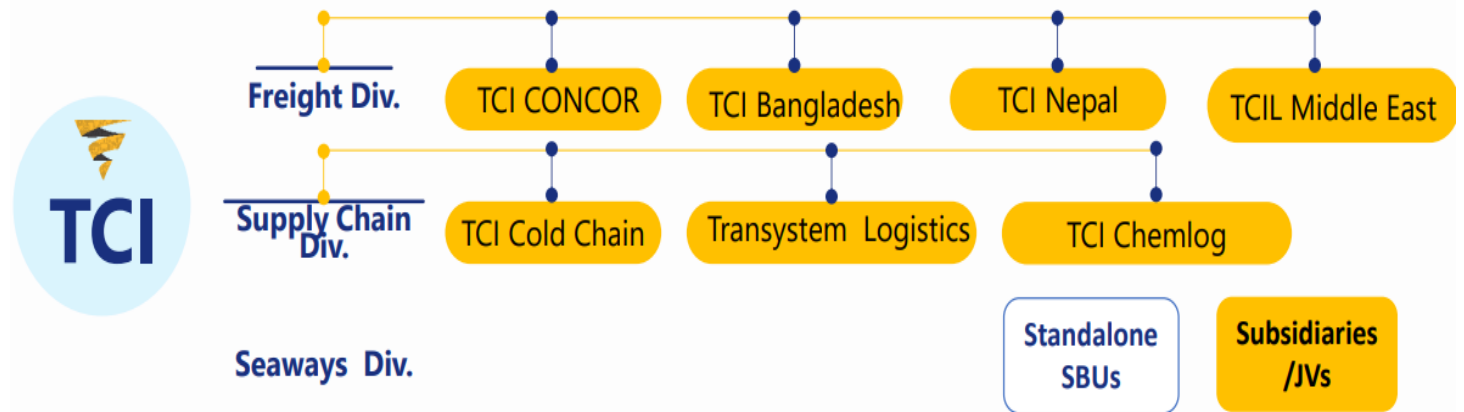 Freight Div.
TCI CONCOR
TCI Bangladesh
TCI Nepal
TCIL Middle East
TCI
Supply Chain
Div.
TCI Cold Chain
Transystem Logistics
TCI Chemlog
Seaways Div.
Standalone
SBUs
Subsidiaries
/JVs